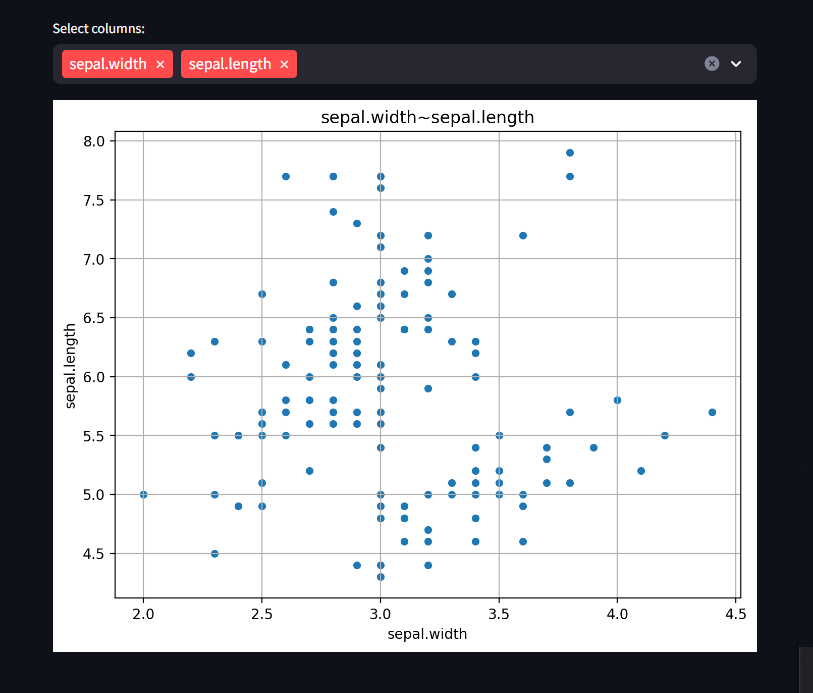 Select columns:
sepal.width × sepal.length ×
sepal.width~sepal.length
8.0
7.5
7.0
6.5
6.0
5.5
5.0
4.5
sepal.length
2.0 2.5 3.0 3.5 4.0 4.5
sepal.width